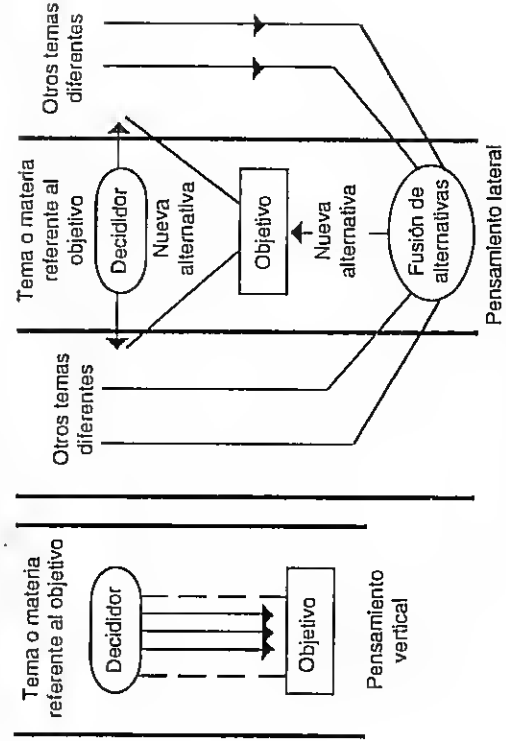 Tema o materia
referente al objetivo
Decididor
Objetivo
Pensamiento
vertical
Otros temas
diferentes
Tema o materia
referente al
objetivo
Decididor
Nueva
alternativa
Objetivo
Nueva
alternativa
Fusión de
alternativas
Pensamiento lateral
Otros temas
diferentes